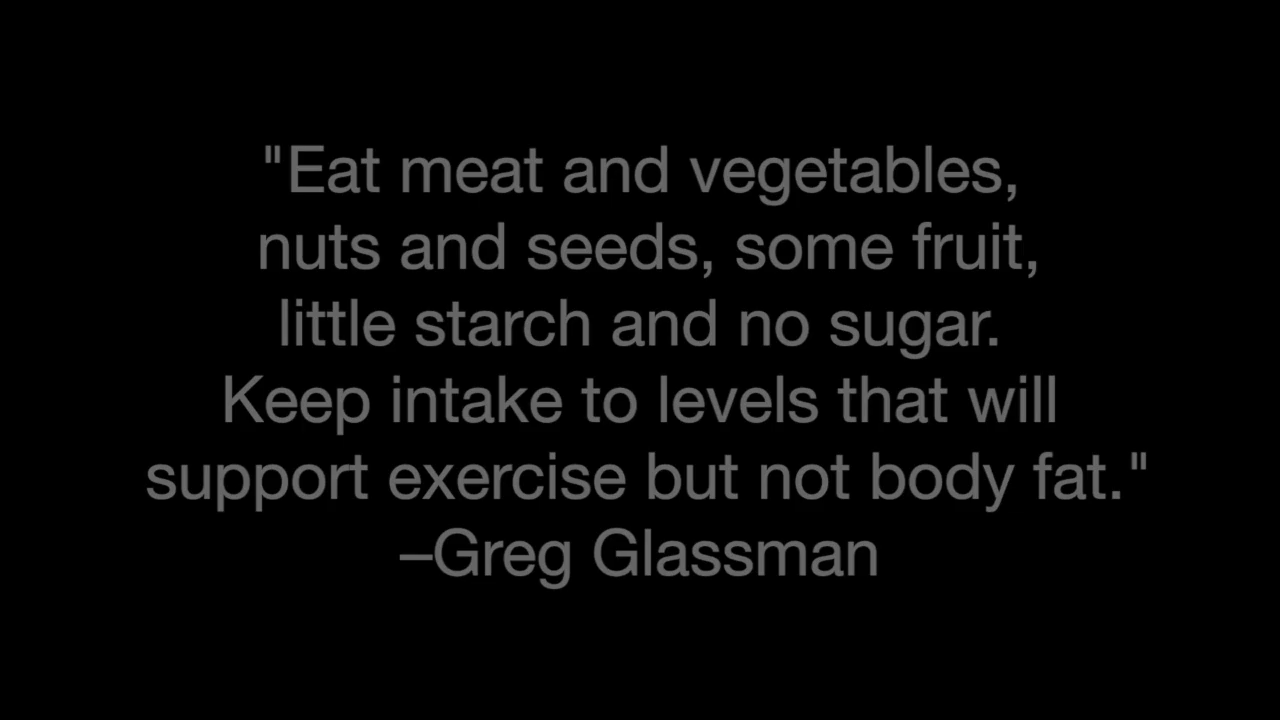 "Eat meat and vegetables,
nuts and seeds, some fruit,
little starch and no sugar.
Keep intake to levels that will
support exercise but not body fat."
–Greg Glassman